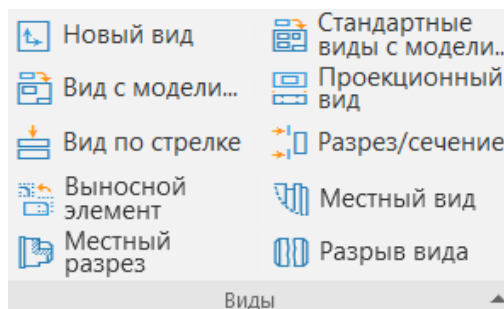 Новый вид
Стандартные
виды с модели..
Вид с модели...
Проекционный
вид
Вид по стрелке
Разрез/сечение
Выносной
элемент
Местный вид
Местный
разрез
Разрыв вида
Виды